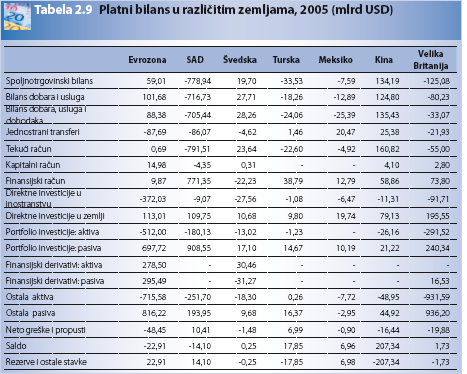 Tabela 2.9 Platni bilans u različitim zemljama, 2005 (mlrd USD)
Evrozona SAD Švedska Turska Meksiko Kina Velika Britanija
Spoljnotrgovinski bilans 59,01 -778,94 19,70 -33,53 -7,59 134,19 -125,08
Bilans dobara i usluga 101,68 -716,73 27,71 -18,26 -12,89 124,80 -80,23
Bilans dobara, usluga i dohodaka 88,38 -705,44 28,26 -24,06 -25,39 135,43 -33,07
Jednostrani transferi -87,69 -86,07 -4,62 1,46 20,47 25,38 -21,93
Tekući račun 0,69 -791,51 23,64 -22,60 -4,92 160,82 -55,00
Kapitalni račun 14,98 -4,35 0,31 - - 4,10 2,80
Finansijski račun 9,87 771,35 -22,23 38,79 12,79 58,86 73,80
Direktne investicije u inostranstvu -372,03 -9,07 -27,56 -1,08 -6,47 -11,31 -91,71
Direktne investicije u zemlji 113,01 109,75 10,68 9,80 19,74 79,13 195,55
Portfolio investicije: aktiva -512,00 -180,13 -13,02 -1,23 - -26,16 -291,52
Portfolio investicije: pasiva 697,72 908,55 17,10 14,67 10,19 21,22 240,34
Finansijski derivativi: aktiva 278,50 - 30,46 - - - -
Finansijski derivativi: pasiva 295,49 - -31,27 - - 16,53
Ostala aktiva -715,58 -251,70 -18,30 0,26 -7,72 -48,95 -931,59
Ostala pasiva 816,22 193,95 9,68 16,37 -2,95 44,92 936,20
Neto greške i propusti -48,45 10,41 -1,48 6,99 -0,90 -16,44 -19,88
Saldo -22,91 -14,10 0,25 17,85 6,96 207,34 1,73
Rezerve i ostale stavke 22,91 14,10 -0,25 -17,85 6,98 -207,34 -1,73